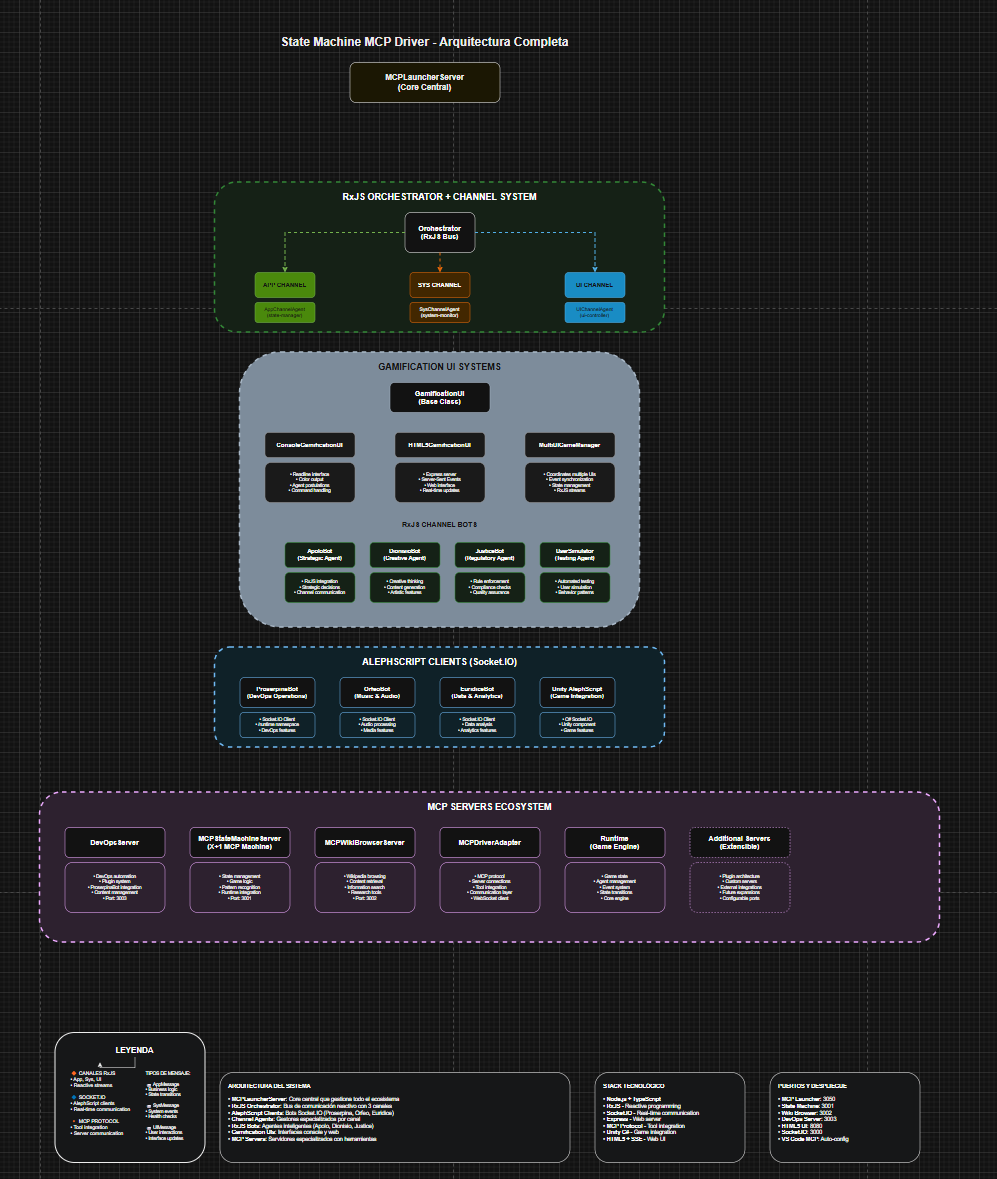 State Machine MCP Driver - Arquitectura Completa
MCPLauncherServer
(Core Central)
RxJS ORCHESTRATOR + CHANNEL SYSTEM
Orchestrator
(RxJS Bus)
APP CHANNEL
SYS CHANNEL
UI CHANNEL
AppChannelAgent
(state-manager)
SysChannelAgent
(system-monitor)
UIChannelAgent
(ui-controller)
GAMIFICATION UI SYSTEMS
GamificationUI
(Base Class)
ConsoleGamificationUI
HTML5GamificationUI
MultiUIGameManager
• Readline interface
• Color output
• Agent postulations
• Command handling
• Express server
• Server-Sent Events
• Web interface
• Real-time updates
• Coordinates multiple UIs
• Event synchronization
• State management
• RxJS streams
RxJS CHANNEL BOTS
ApoloBot
(Strategic Agent)
DionisioBot
(Creative Agent)
JusticeBot
(Regulatory Agent)
UserSimulator
(Testing Agent)
• RxJS integration
• Strategic decisions
• Channel communication
• Creative thinking
• Content generation
• Artistic features
• Rule enforcement
• Compliance checks
• Quality assurance
• Automated testing
• User simulation
• Behavior patterns
ALEPHSCRIPT CLIENTS (Socket.IO)
ProserpinaBot
(DevOps Operations)
OrfeoBot
(Music & Audio)
EuridiceBot
(Data & Analytics)
Unity AlephScript
(Game Integration)
• Socket.IO Client
• /runtime namespace
• DevOps features
• Socket.IO Client
• Audio processing
• Media features
• Socket.IO Client
• Data analysis
• Analytics features
• C# Socket.IO
• Unity component
• Game features
MCP SERVERS ECOSYSTEM
DevOpsServer
MCPStateMachineServer
(X+1 MCP Machine)
MCPWikiBrowserServer
MCPDriverAdapter
Runtime
(Game Engine)
Additional Servers
(Extensible)
• DevOps automation
• Plugin system
• ProserpinaBot integration
• Content management
• Port: 3003
• State management
• Game logic
• Pattern recognition
• Runtime integration
• Port: 3001
• Wikipedia browsing
• Content retrieval
• Information search
• Research tools
• Port: 3002
• MCP protocol
• Server connections
• Tool integration
• Communication layer
• WebSocket client
• Game state
• Agent management
• Event system
• State transitions
• Core engine
• Plugin architecture
• Custom servers
• External integrations
• Future expansions
• Configurable ports
LEYENDA
CANALES RxJS
• App, Sys, UI
• Reactive streams
SOCKET.IO
• AlephScript clients
• Real-time communication
MCP PROTOCOL
• Tool integration
• Server communication
TIPOS DE MENSAJE:
AppMessage
• Business logic
• State transitions
SysMessage
• System events
• Health checks
UIMessage
• User interactions
• Interface updates
ARQUITECTURA DEL SISTEMA
• MCPLauncherServer: Core central que gestiona todo el ecosistema
• RxJS Orchestrator: Bus de comunicación reactivo con 3 canales
• AlephScript Clients: Bots Socket.IO (Proserpina, Orfeo, Eurídice)
• Channel Agents: Gestores especializados por canal
• RxJS Bots: Agentes inteligentes (Apolo, Dionisio, Justice)
• Gamification UIs: Interfaces consola y web
• MCP Servers: Servidores especializados con herramientas
STACK TECNOLÓGICO
• Node.js + TypeScript
• RxJS - Reactive programming
• Socket.IO - Real-time communication
• Express - Web server
• MCP Protocol - Tool integration
• Unity C# - Game integration
• HTML5 + SSE - Web UI
PUERTOS Y DESPLIEGUE
• MCP Launcher: 3050
• State Machine: 3001
• Wiki Browser: 3002
• DevOps Server: 3003
• HTML5 UI: 8080
• Socket.IO: 3000
• VS Code MCP: Auto-config